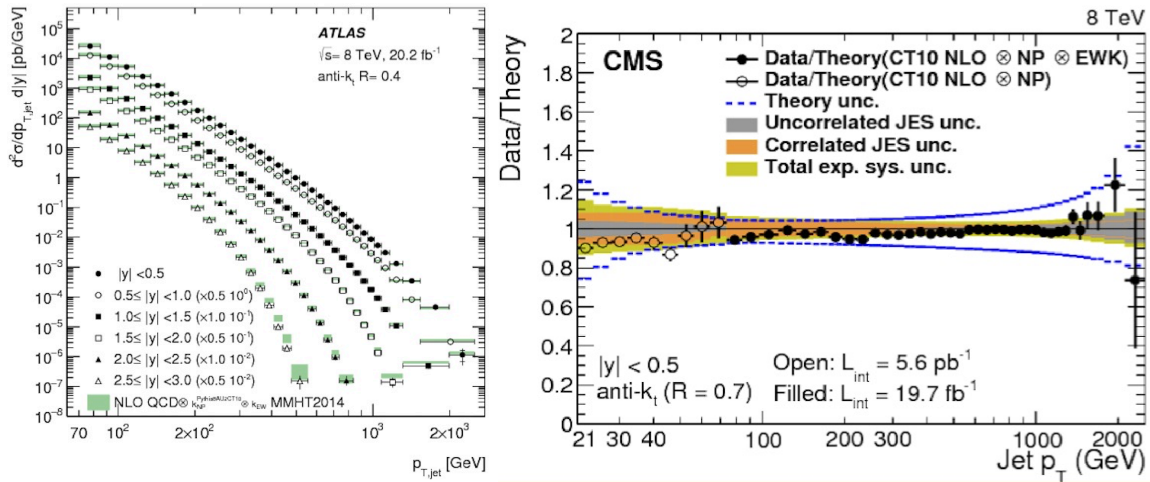 ATLAS
√s= 8 TeV, 20.2 fb⁻¹
anti-kₜ R= 0.4
d²σ/dp_T,jet d|y| [pb/GeV]
10⁵
10⁴
10³
10²
10
1
10⁻¹
10⁻²
10⁻³
10⁻⁴
10⁻⁵
10⁻⁶
10⁻⁷
10⁻⁸
|y| <0.5
0.5≤ |y| <1.0 (×0.5 10⁰)
1.0≤ |y| <1.5 (×1.0 10⁻¹)
1.5≤ |y| <2.0 (×0.5 10⁻¹)
2.0≤ |y| <2.5 (×1.0 10⁻²)
2.5≤ |y| <3.0 (×0.5 10⁻²)
NLO QCD⊗ k_NP ⊗ k_EW MMHT2014
70 10² 2×10² 10³ 2×10³
p_T,jet [GeV]
8 TeV
CMS
Data/Theory(CT10 NLO ⊗ NP ⊗ EWK)
Data/Theory(CT10 NLO ⊗ NP)
Theory unc.
Uncorrelated JES unc.
Correlated JES unc.
Total exp. sys. unc.
Data/Theory
2
1.8
1.6
1.4
1.2
1
0.8
0.6
0.4
0.2
0
|y| < 0.5
anti-kₜ (R = 0.7)
Open: L_int = 5.6 pb⁻¹
Filled: L_int = 19.7 fb⁻¹
21 30 40 100 200 300 1000 2000
Jet p_T (GeV)